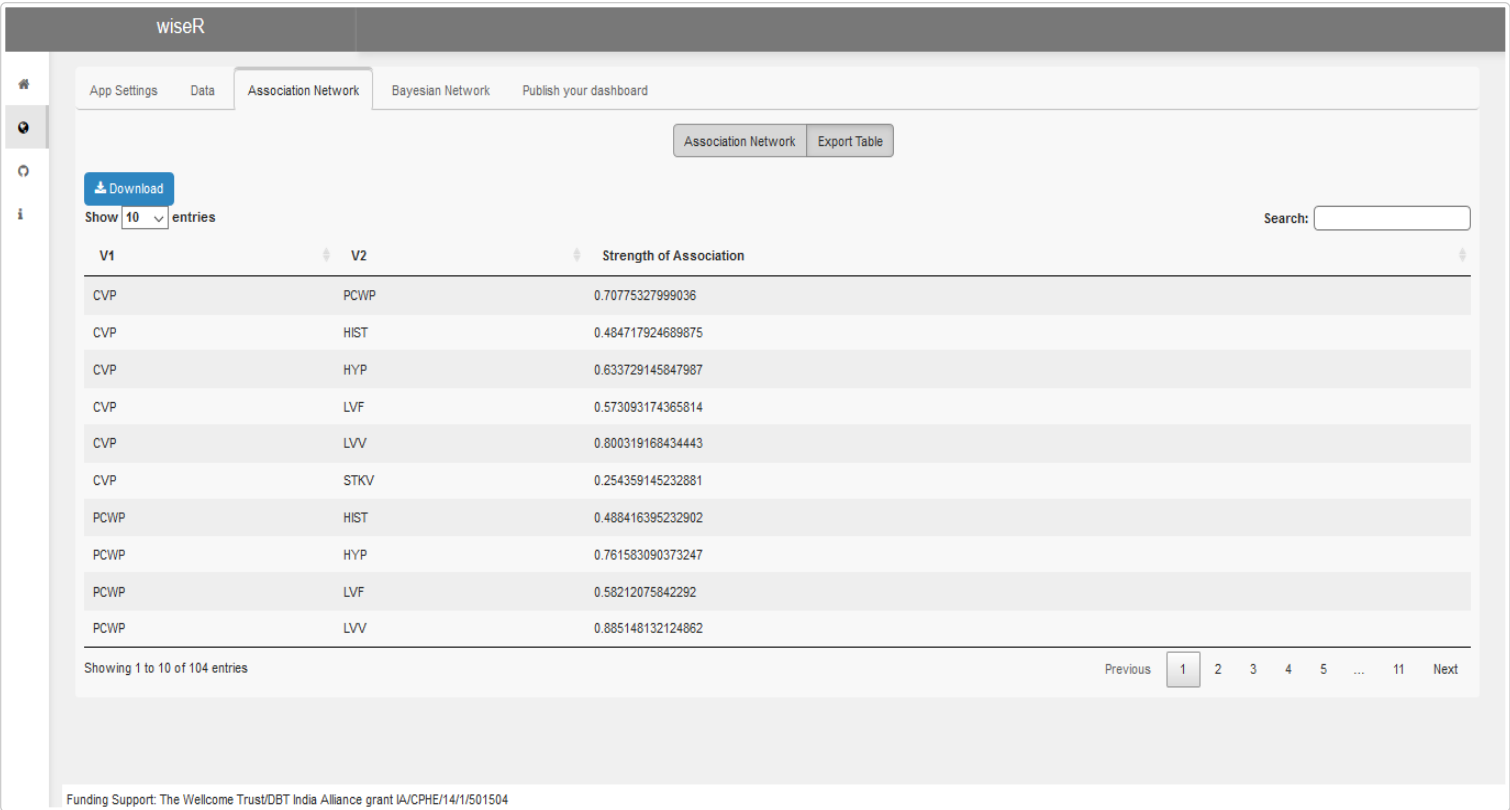 wiseR
App Settings Data Association Network Bayesian Network Publish your dashboard
Association Network Export Table
Download
Show 10 entries Search:
V1 V2 Strength of Association
CVP PCWP 0.70775327999036
CVP HIST 0.484717924689875
CVP HYP 0.633729145847987
CVP LVF 0.573093174365814
CVP LVV 0.800319168434443
CVP STKV 0.254359145232881
PCWP HIST 0.488416395232902
PCWP HYP 0.761583090373247
PCWP LVF 0.58212075842292
PCWP LVV 0.885148132124862
Showing 1 to 10 of 104 entries Previous 1 2 3 4 5 ... 11 Next
Funding Support: The Wellcome Trust/DBT India Alliance grant IA/CPHE/14/1/501504